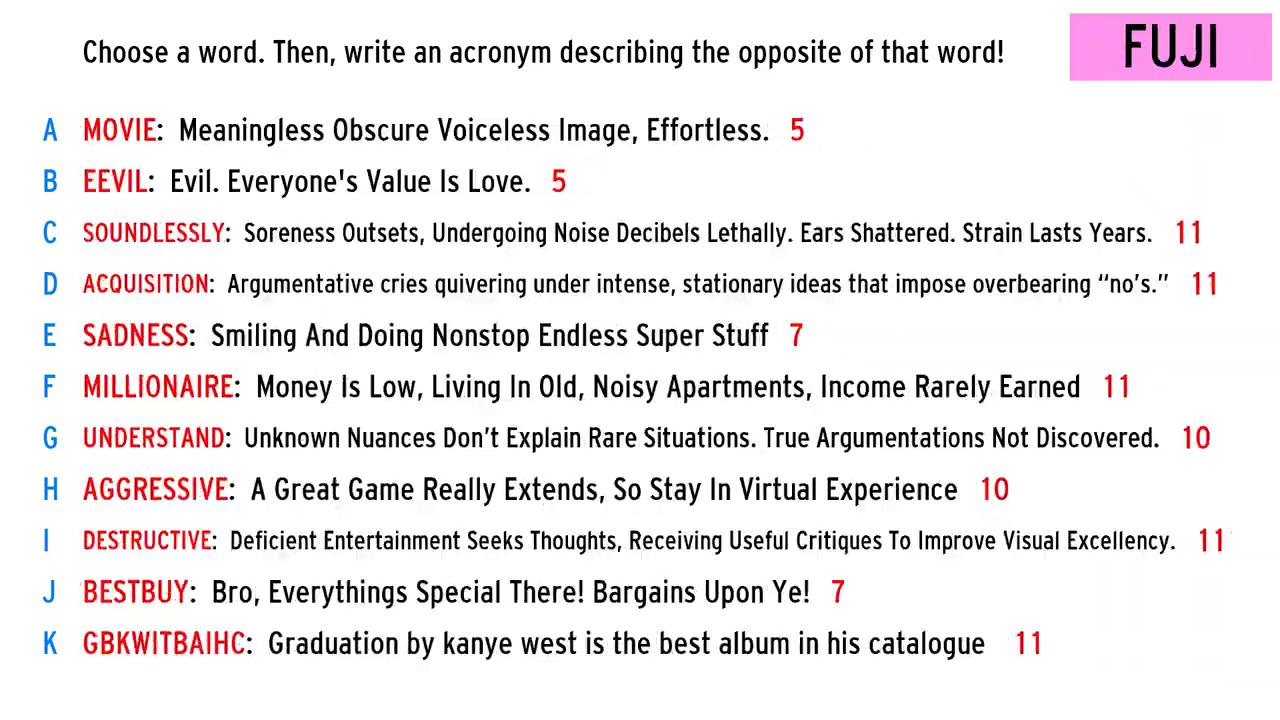 Choose a word. Then, write an acronym describing the opposite of that word!
FUJI
A MOVIE: Meaningless Obscure Voiceless Image, Effortless. 5
B EEVIL: Evil. Everyone's Value Is Love. 5
C SOUNDLESSLY: Soreness Outsets, Undergoing Noise Decibels Lethally. Ears Shattered. Strain Lasts Years. 11
D ACQUISITION: Argumentative cries quivering under intense, stationary ideas that impose overbearing “no’s.” 11
E SADNESS: Smiling And Doing Nonstop Endless Super Stuff 7
F MILLIONAIRE: Money Is Low, Living In Old, Noisy Apartments, Income Rarely Earned 11
G UNDERSTAND: Unknown Nuances Don’t Explain Rare Situations. True Argumentations Not Discovered. 10
H AGGRESSIVE: A Great Game Really Extends, So Stay In Virtual Experience 10
I DESTRUCTIVE: Deficient Entertainment Seeks Thoughts, Receiving Useful Critiques To Improve Visual Excellency. 11
J BESTBUY: Bro, Everythings Special There! Bargains Upon Ye! 7
K GBKWITBAIHC: Graduation by kanye west is the best album in his catalogue 11